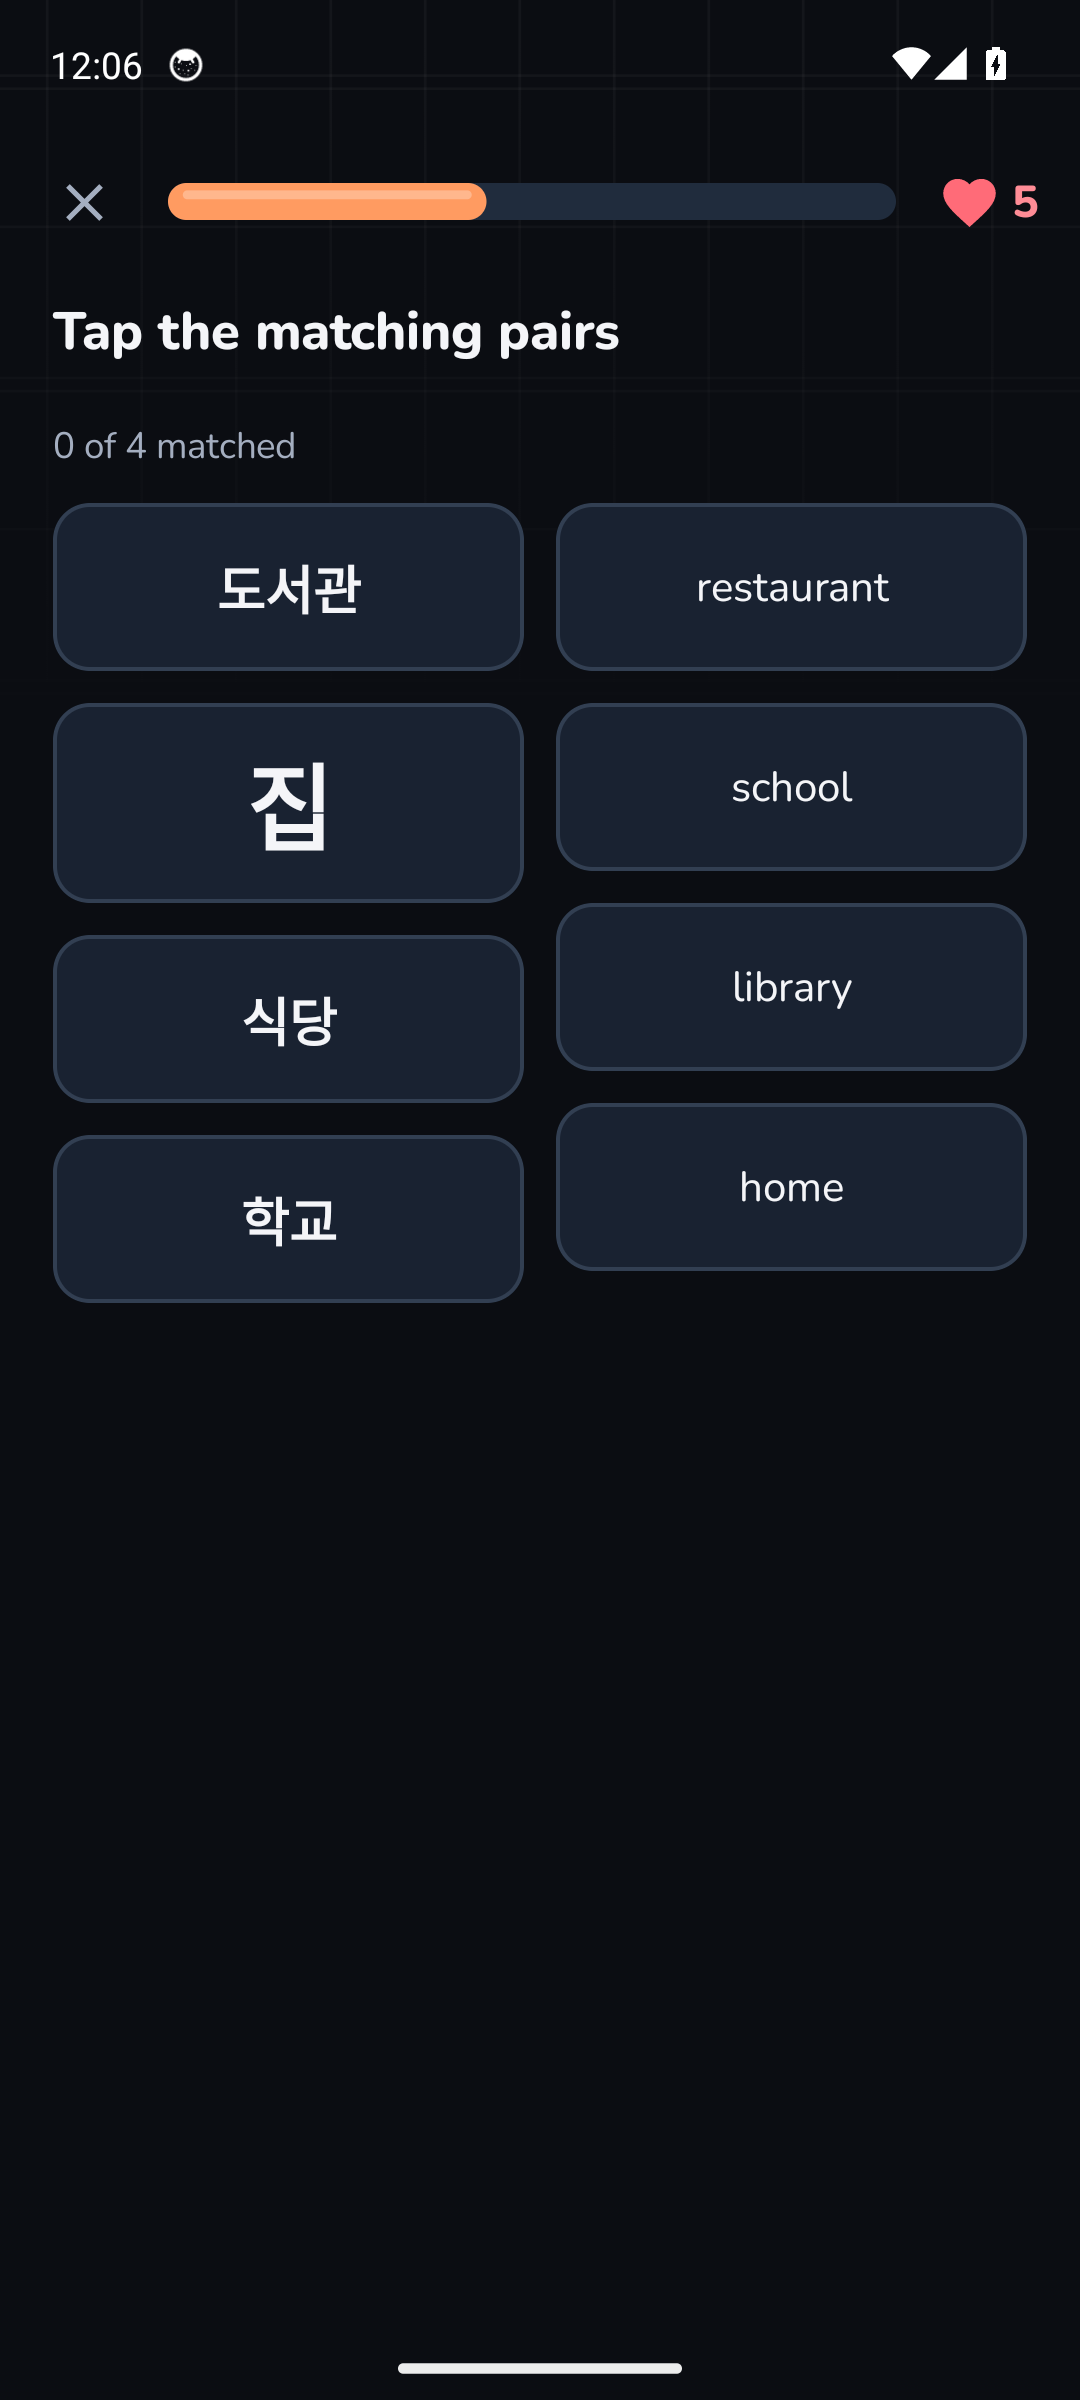 12:06
5
Tap the matching pairs
0 of 4 matched
도서관
restaurant
집
school
식당
library
학교
home